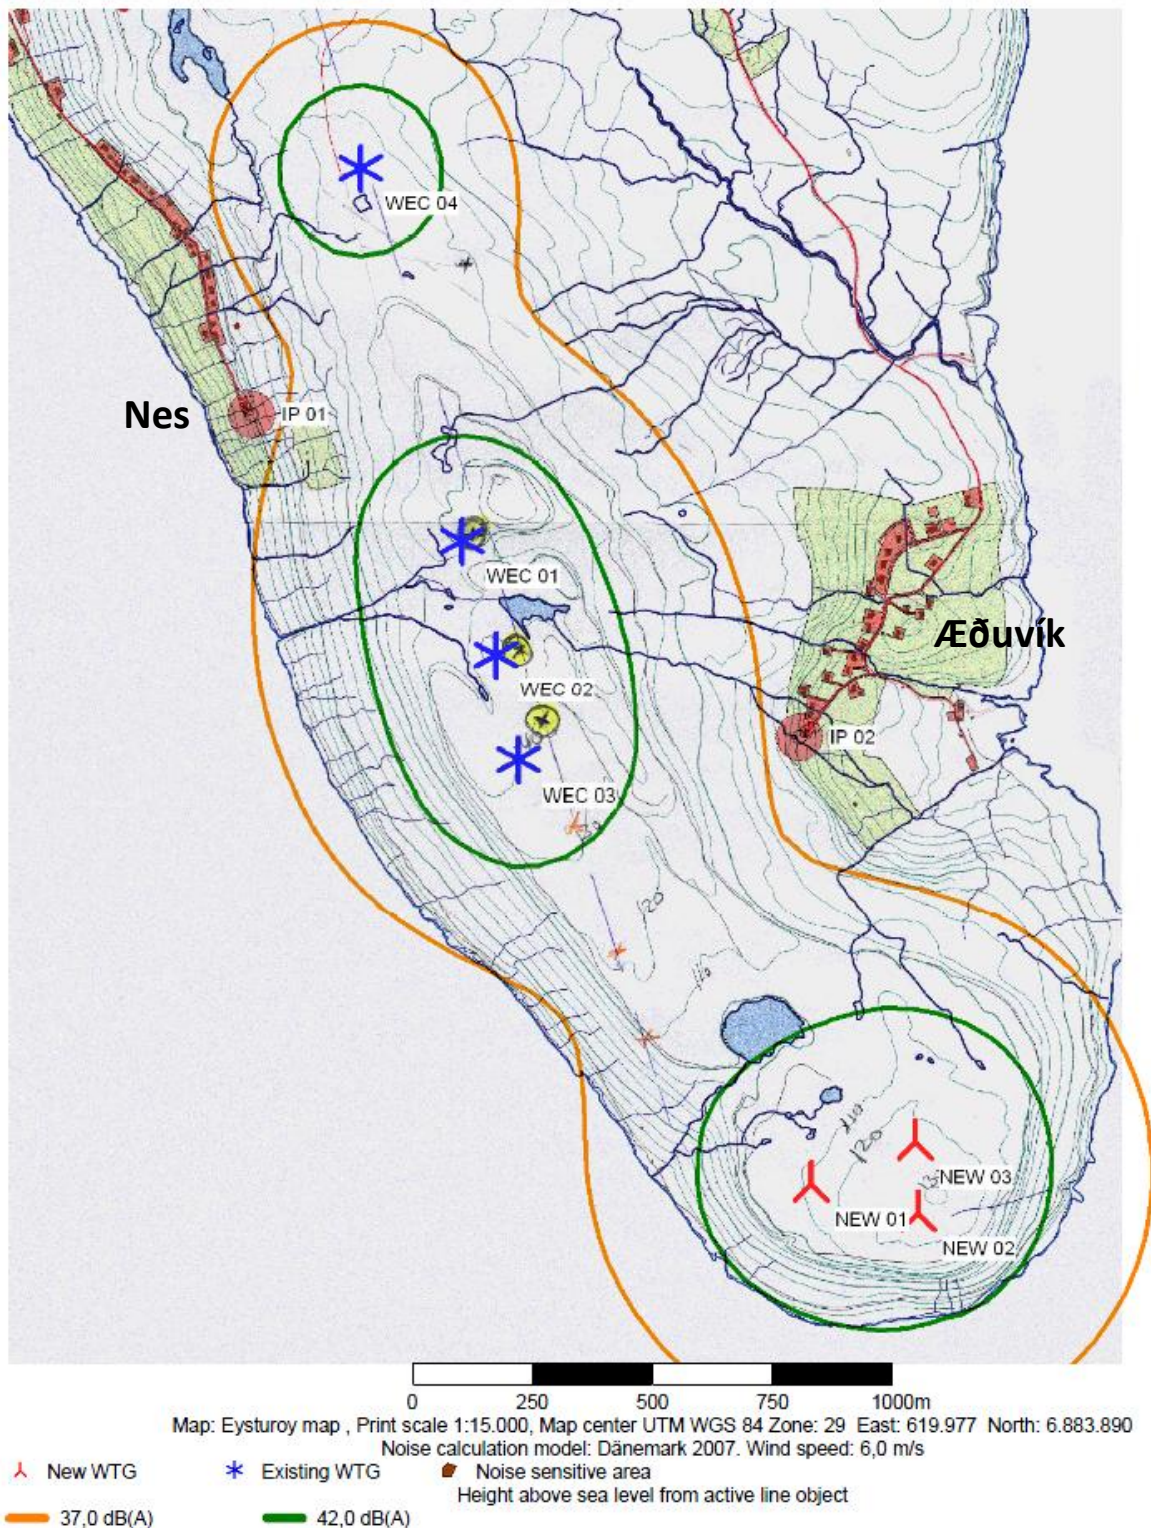 WEC 04
Nes
IP 01
WEC 01
Æðuvík
WEC 02
IP 02
WEC 03
120
120
NEW 03
NEW 01
NEW 02
0 250 500 750 1000m
Map: Eysturoy map , Print scale 1:15.000, Map center UTM WGS 84 Zone: 29 East: 619.977 North: 6.883.890
Noise calculation model: Dänemark 2007. Wind speed: 6,0 m/s
New WTG Existing WTG Noise sensitive area
Height above sea level from active line object
37,0 dB(A) 42,0 dB(A)